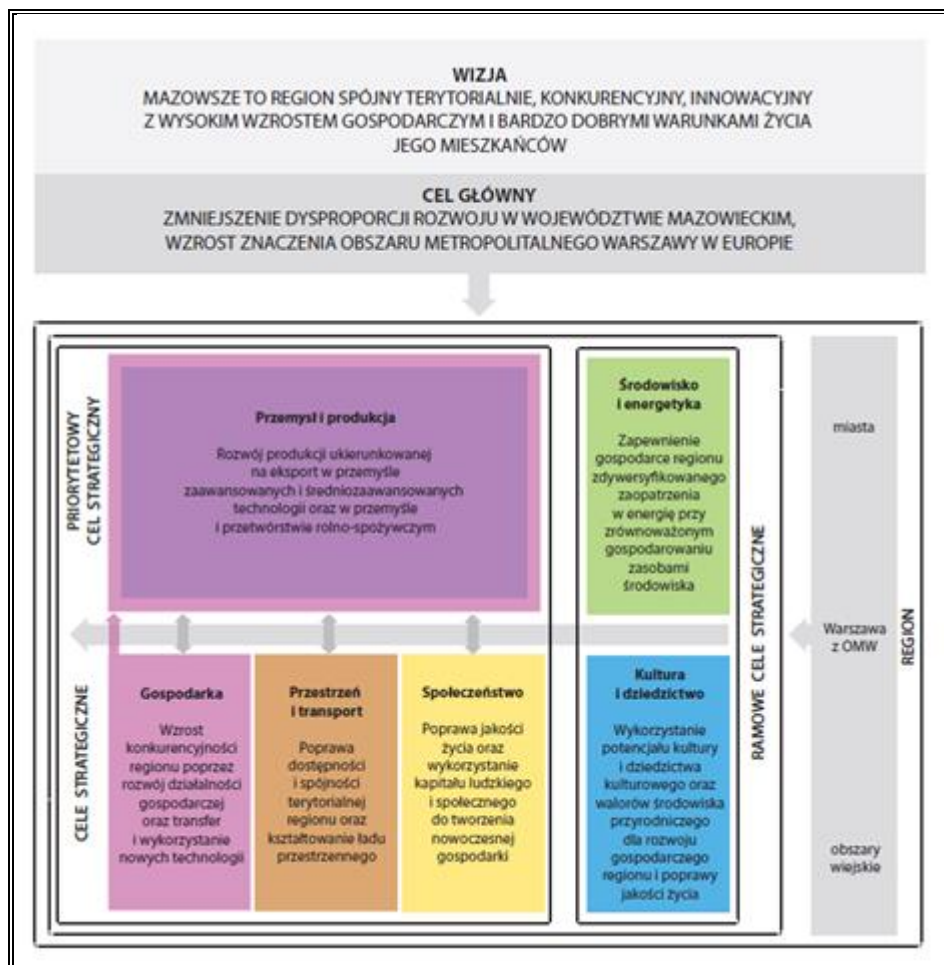 WIZJA
MAZOWSZE TO REGION SPÓJNY TERYTORIALNIE, KONKURENCYJNY, INNOWACYJNY
Z WYSOKIM WZROSTEM GOSPODARCZYM I BARDZO DOBRYMI WARUNKAMI ŻYCIA
JEGO MIESZKAŃCÓW
CEL GŁÓWNY
ZMNIEJSZENIE DYSPROPORCJI ROZWOJU W WOJEWÓDZTWIE MAZOWIECKIM,
WZROST ZNACZENIA OBSZARU METROPOLITALNEGO WARSZAWY W EUROPIE
PRIORYTETOWY
CEL STRATEGICZNY
Przemysł i produkcja
Rozwój produkcji ukierunkowanej
na eksport w przemyśle
zaawansowanych i średniozaawansowanych
technologii oraz w przemyśle
i przetwórstwie rolno-spożywczym
Środowisko
i energetyka
Zapewnienie
gospodarce regionu
zdywersyfikowanego
zaopatrzenia
w energię przy
zrównoważonym
gospodarowaniu
zasobami
środowiska
CELE STRATEGICZNE
Gospodarka
Wzrost
konkurencyjności
regionu poprzez
rozwój działalności
gospodarczej
oraz transfer
i wykorzystanie
nowych technologii
Przestrzeń
i transport
Poprawa
dostępności
i spójności
terytorialnej
regionu oraz
kształtowanie ładu
przestrzennego
Społeczeństwo
Poprawa jakości
życia oraz
wykorzystanie
kapitału ludzkiego
i społecznego
do tworzenia
nowoczesnej
gospodarki
Kultura
i dziedzictwo
Wykorzystanie
potencjału kultury
i dziedzictwa
kulturowego oraz
walorów środowiska
przyrodniczego
dla rozwoju
gospodarczego
regionu i poprawy
jakości życia
RAMOWE CELE STRATEGICZNE
miasta
Warszawa
z OMW
obszary
wiejskie
REGION